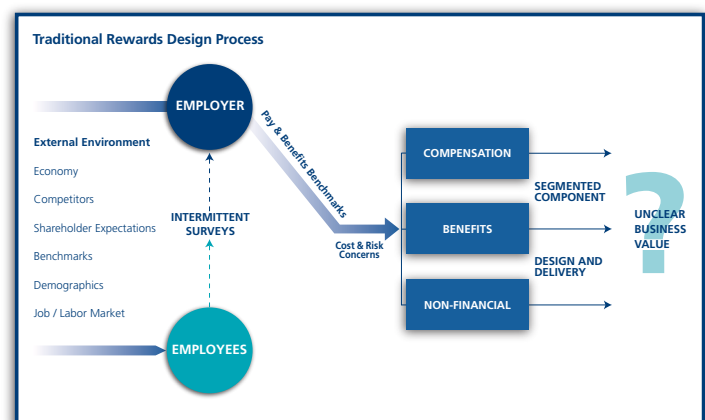 Traditional Rewards Design Process
EMPLOYER
External Environment
Economy
Competitors
Shareholder Expectations
Benchmarks
Demographics
Job / Labor Market
INTERMITTENT
SURVEYS
EMPLOYEES
Pay & Benefits Benchmarks
Cost & Risk
Concerns
COMPENSATION
BENEFITS
NON-FINANCIAL
SEGMENTED
COMPONENT
DESIGN AND
DELIVERY
?
UNCLEAR
BUSINESS
VALUE